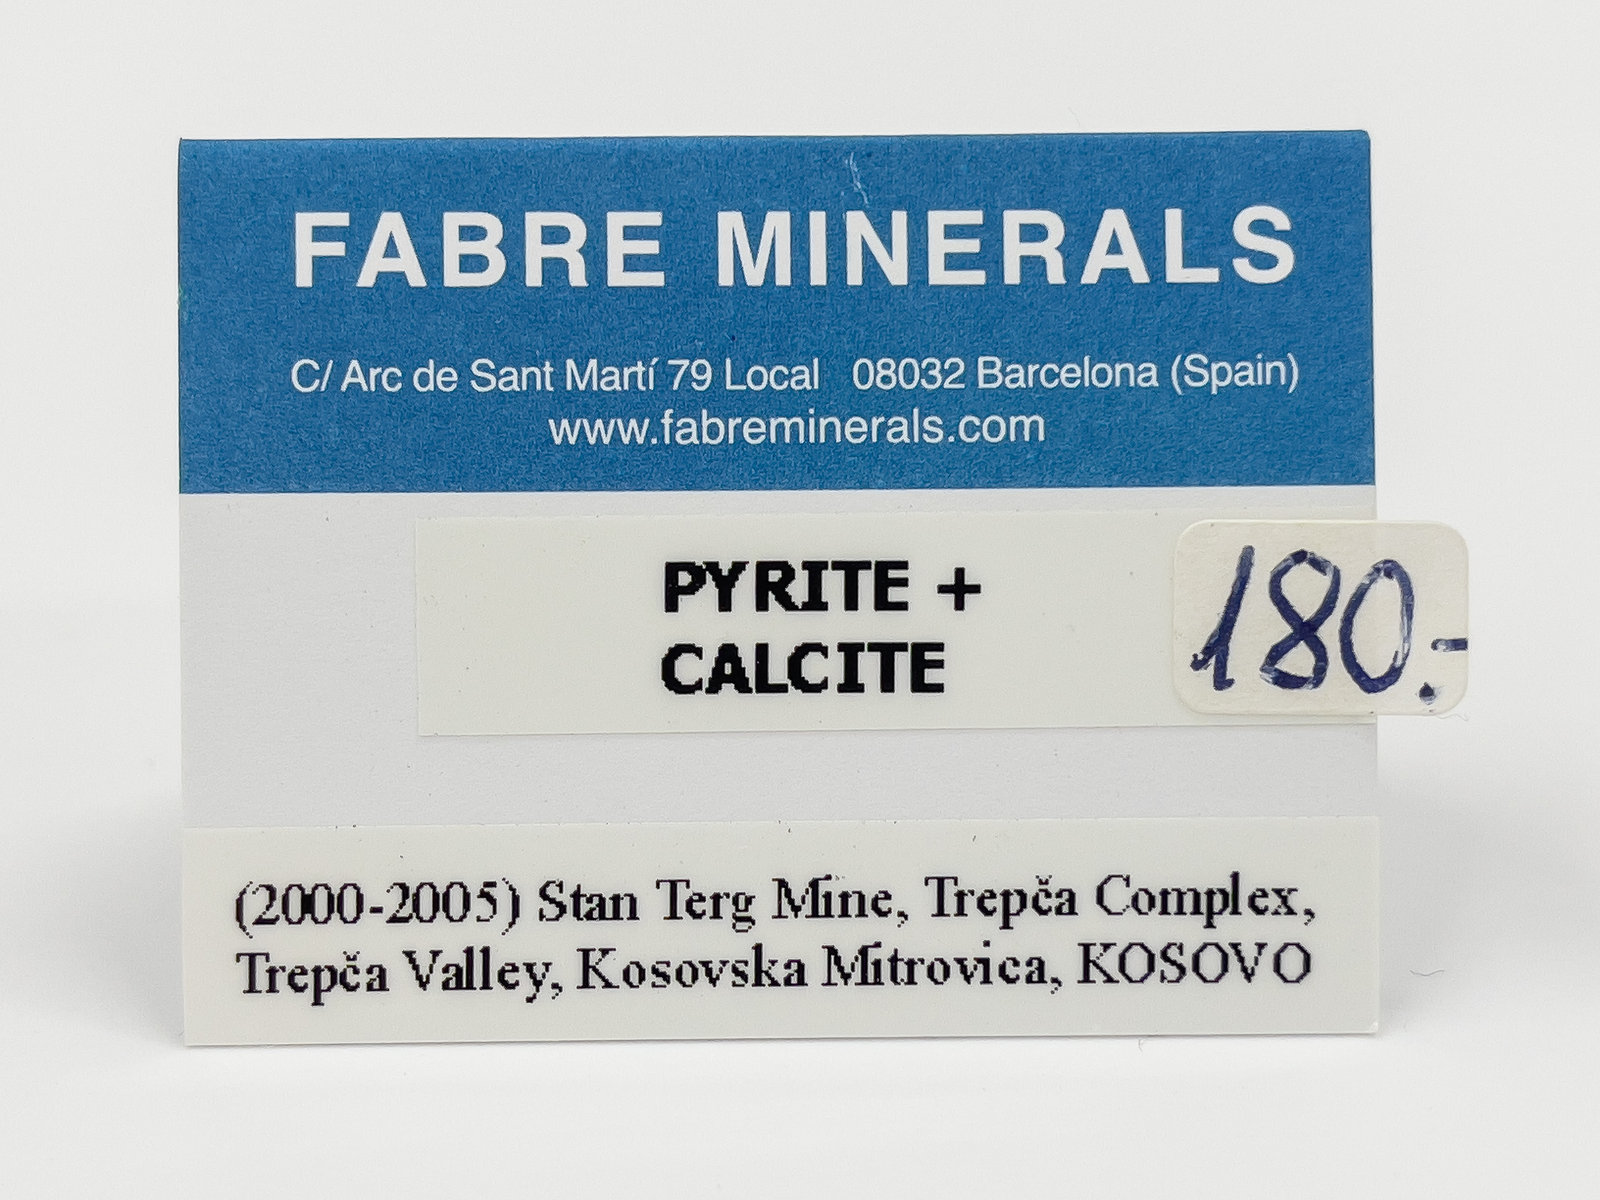 FABRE MINERALS
C/ Arc de Sant Martí 79 Local 08032 Barcelona (Spain)
www.fabreminerals.com
PYRITE +
CALCITE
180.-
(2000-2005) Stan Terg Mine, Trepča Complex,
Trepča Valley, Kosovska Mitrovica, KOSOVO